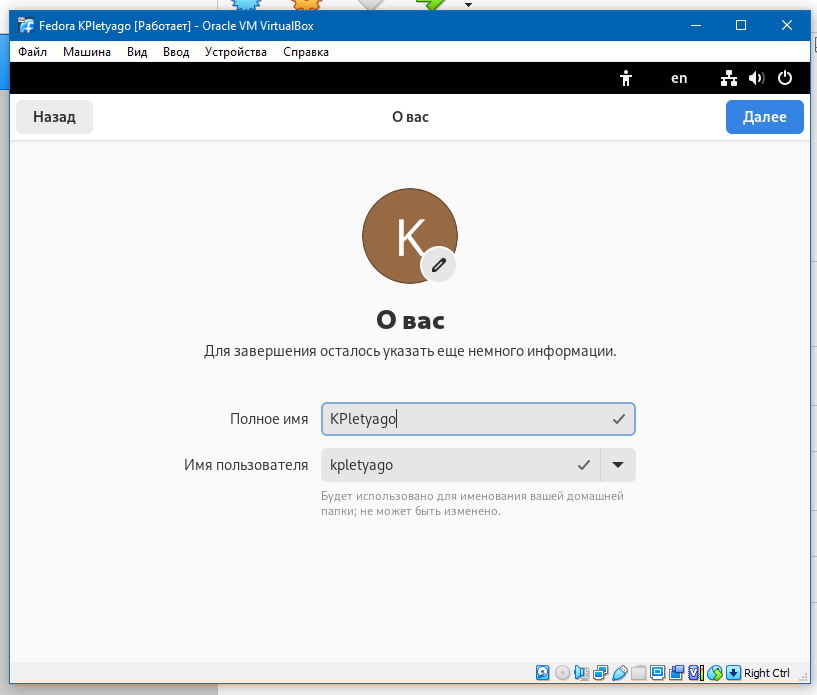 Fedora KPletyago [Работает] - Oracle VM VirtualBox
Файл Машина Вид Ввод Устройства Справка
en
Назад О вас Далее
K
О вас
Для завершения осталось указать еще немного информации.
Полное имя KPletyago
Имя пользователя kpletyago
Будет использовано для именования вашей домашней
папки; не может быть изменено.
Right Ctrl